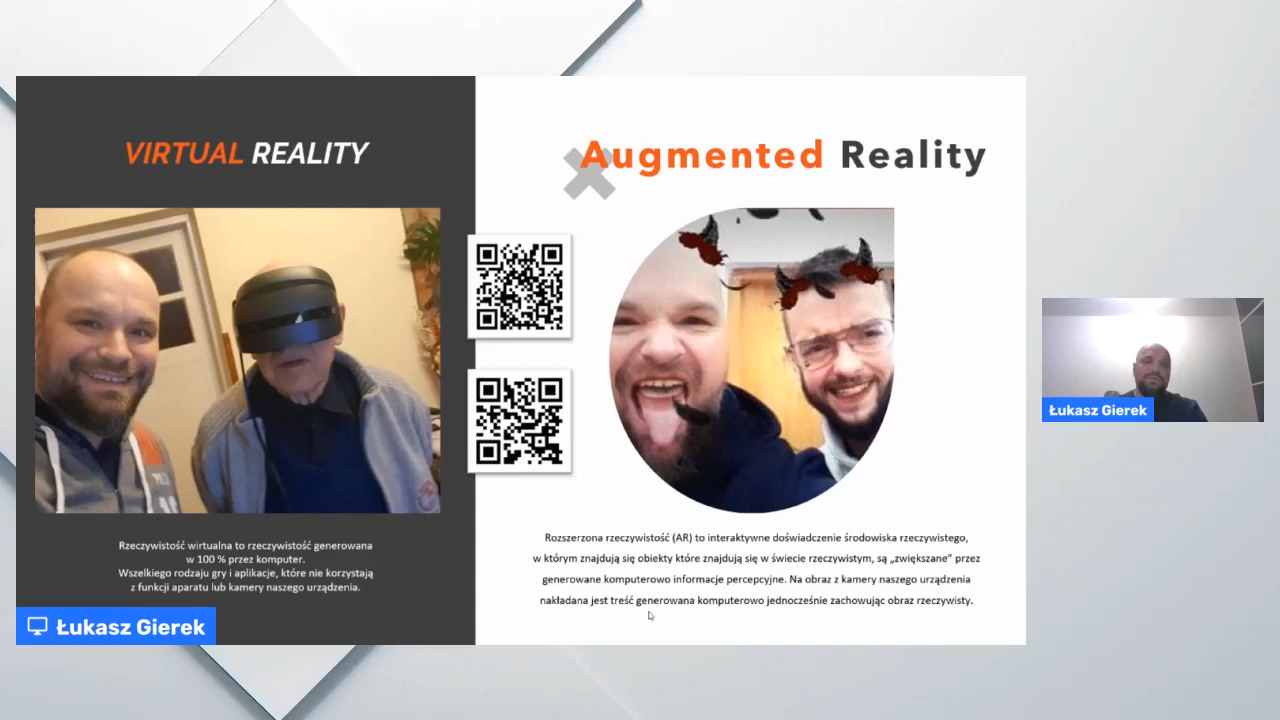 VIRTUAL REALITY
Rzeczywistość wirtualna to rzeczywistość generowana
w 100 % przez komputer.
Wszelkiego rodzaju gry i aplikacje, które nie korzystają
z funkcji aparatu lub kamery naszego urządzenia.
Augmented Reality
Rozszerzona rzeczywistość (AR) to interaktywne doświadczenie środowiska rzeczywistego,
w którym znajdują się obiekty które znajdują się w świecie rzeczywistym, są „zwiększane” przez
generowane komputerowo informacje percepcyjne. Na obraz z kamery naszego urządzenia
nakładana jest treść generowana komputerowo jednocześnie zachowując obraz rzeczywisty.
Łukasz Gierek
Łukasz Gierek